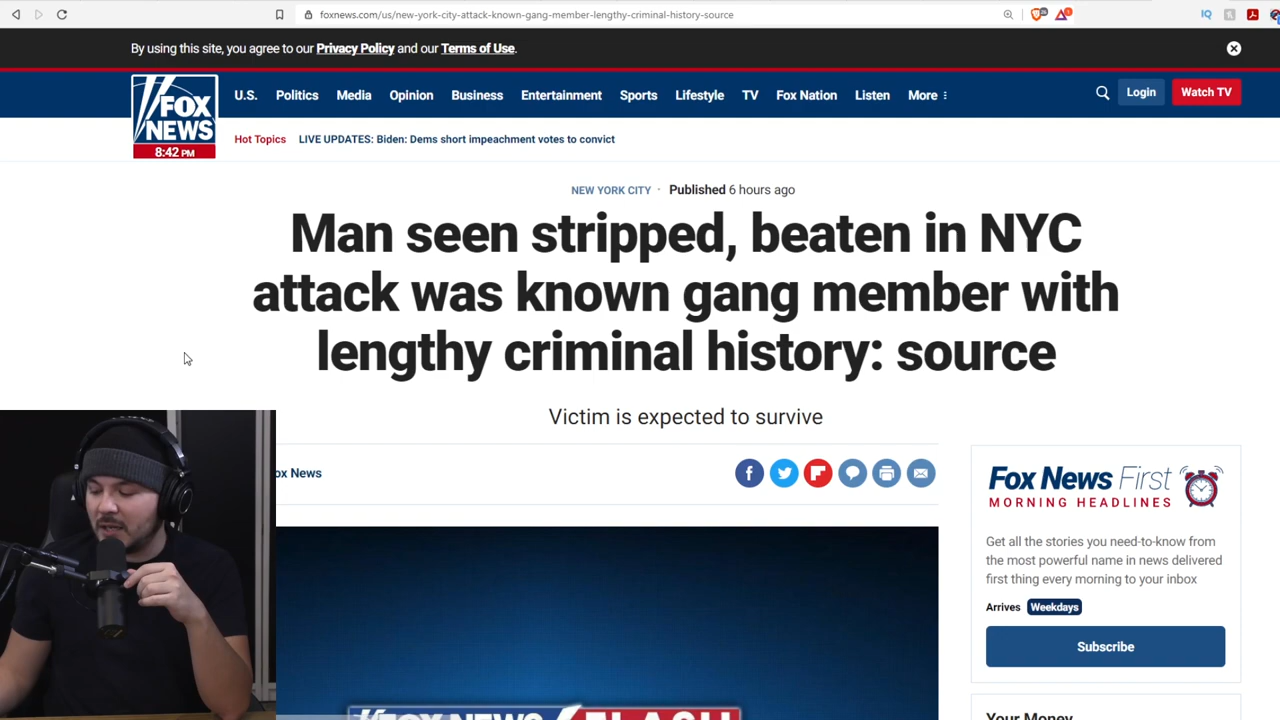 foxnews.com/us/new-york-city-attack-known-gang-member-lengthy-criminal-history-source
IQ
By using this site, you agree to our Privacy Policy and our Terms of Use.
FOX
NEWS
8:42 PM
U.S. Politics Media Opinion Business Entertainment Sports Lifestyle TV Fox Nation Listen More
Login
Watch TV
Hot Topics LIVE UPDATES: Biden: Dems short impeachment votes to convict
NEW YORK CITY · Published 6 hours ago
Man seen stripped, beaten in NYC
attack was known gang member with
lengthy criminal history: source
Victim is expected to survive
ox News
Fox News First
MORNING HEADLINES
Get all the stories you need-to-know from
the most powerful name in news delivered
first thing every morning to your inbox
Arrives Weekdays
Subscribe
FOX NEWS FLASH
Your Money